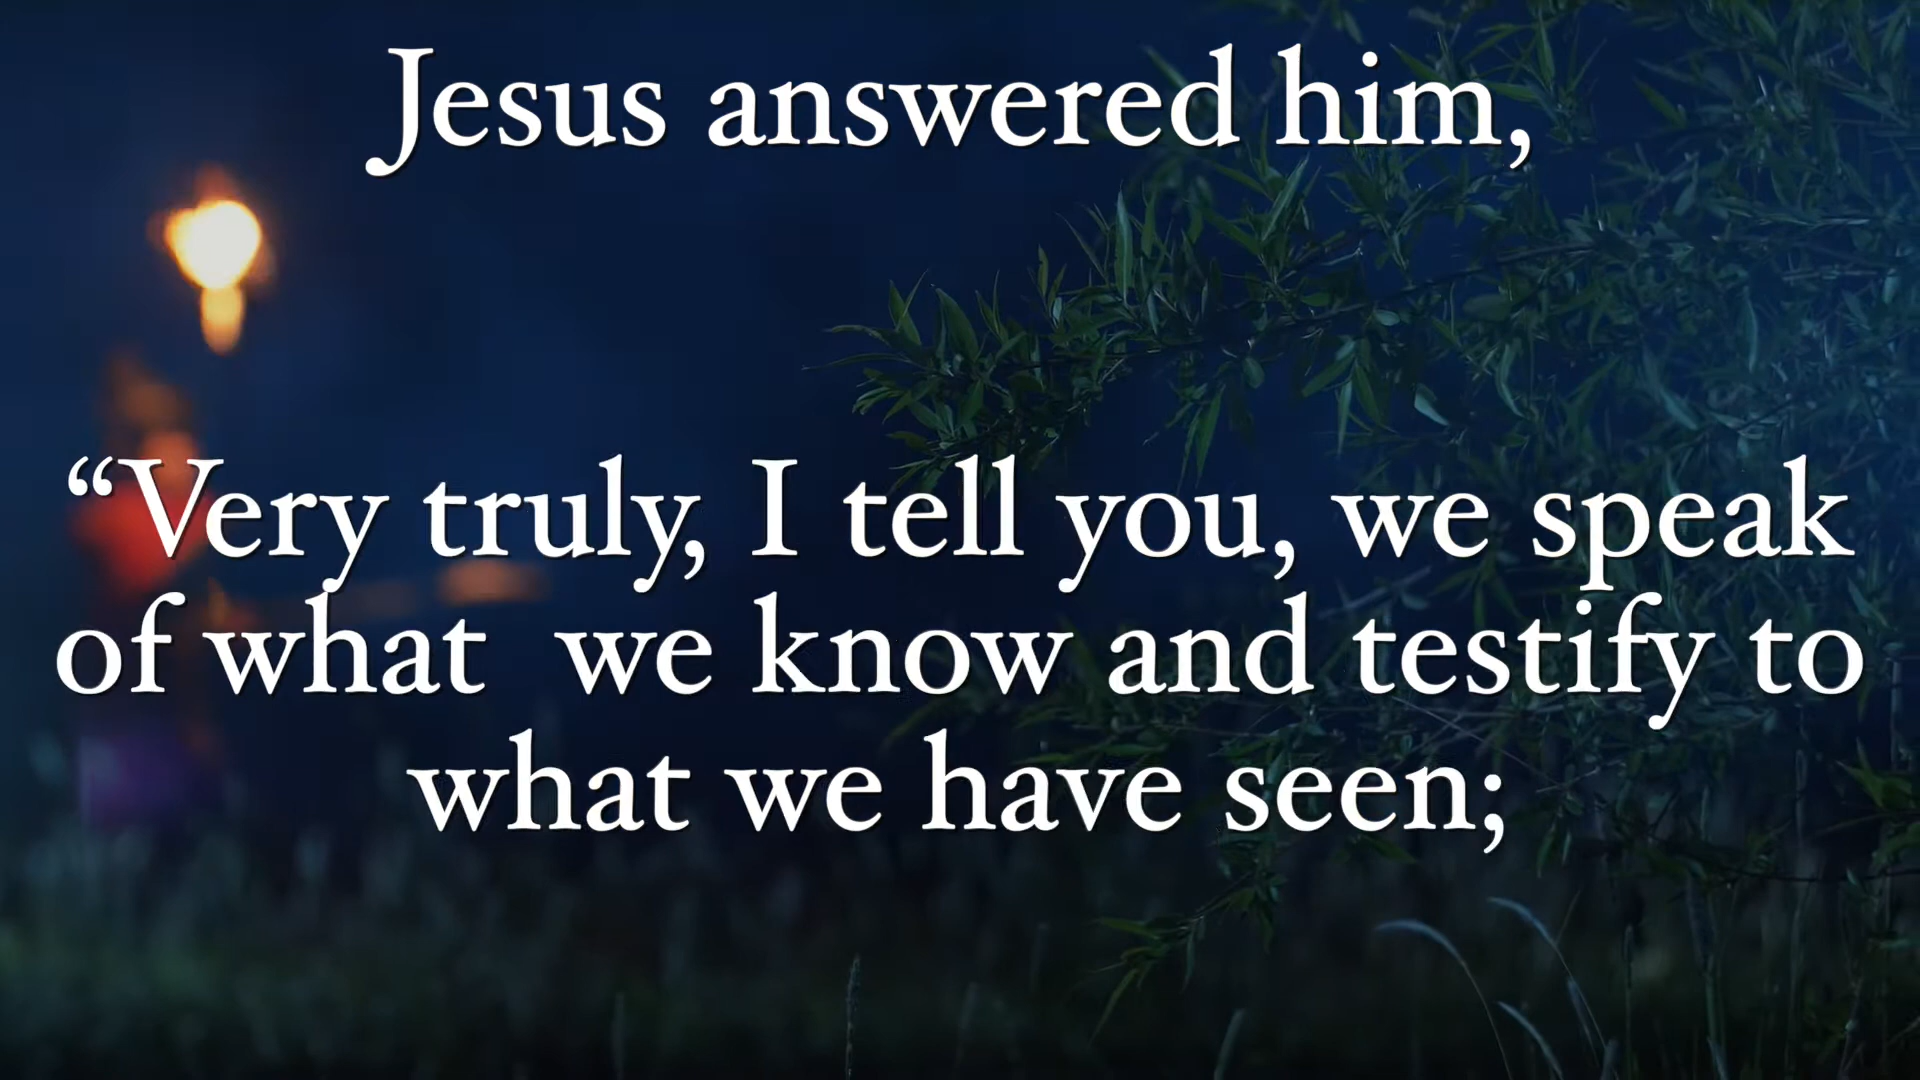 Jesus answered him,
“Very truly, I tell you, we speak
of what  we know and testify to
what we have seen;